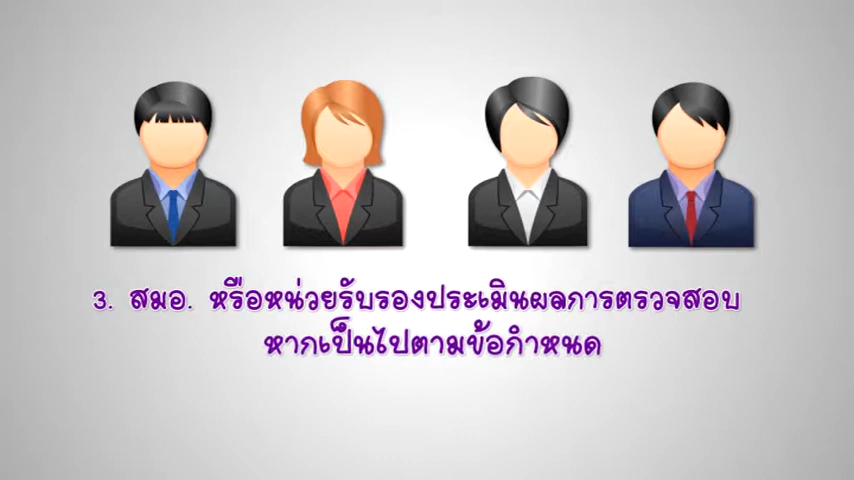 3. สมอ. หรือหน่วยรับรองประเมินผลการตรวจสอบ
หากเป็นไปตามข้อกำหนด